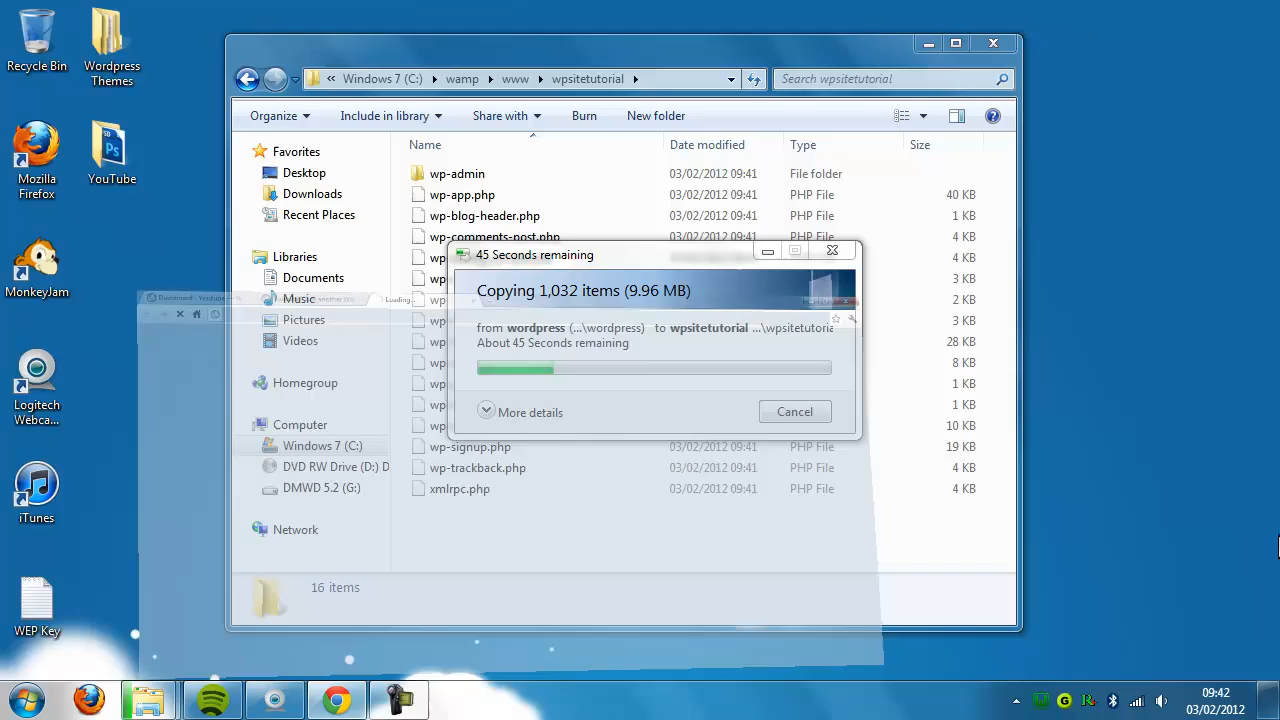 Recycle Bin
Wordpress
Themes
Mozilla
Firefox
YouTube
MonkeyJam
Logitech
Webca...
iTunes
WEP Key
« Windows 7 (C:) wamp www wpsitetutorial
Search wpsitetutorial
Organize Include in library Share with Burn New folder
Name Date modified Type Size
Favorites
Desktop
Downloads
Recent Places
Libraries
Documents
Music
Pictures
Videos
Homegroup
Computer
Windows 7 (C:)
DVD RW Drive (D:) D
DMWD 5.2 (G:)
Network
wp-admin 03/02/2012 09:41 File folder
wp-app.php 03/02/2012 09:41 PHP File 40 KB
wp-blog-header.php 03/02/2012 09:41 PHP File 1 KB
wp-comments-post.php 03/02/2012 09:41 PHP File 4 KB
4 KB
3 KB
2 KB
3 KB
28 KB
8 KB
1 KB
1 KB
10 KB
wp-signup.php 03/02/2012 09:41 PHP File 19 KB
wp-trackback.php 03/02/2012 09:41 PHP File 4 KB
xmlrpc.php 03/02/2012 09:41 PHP File 4 KB
45 Seconds remaining
Copying 1,032 items (9.96 MB)
from wordpress (...\wordpress) to wpsitetutorial ...\wpsitetutoria
About 45 Seconds remaining
More details
Cancel
Loading...
16 items
09:42
03/02/2012